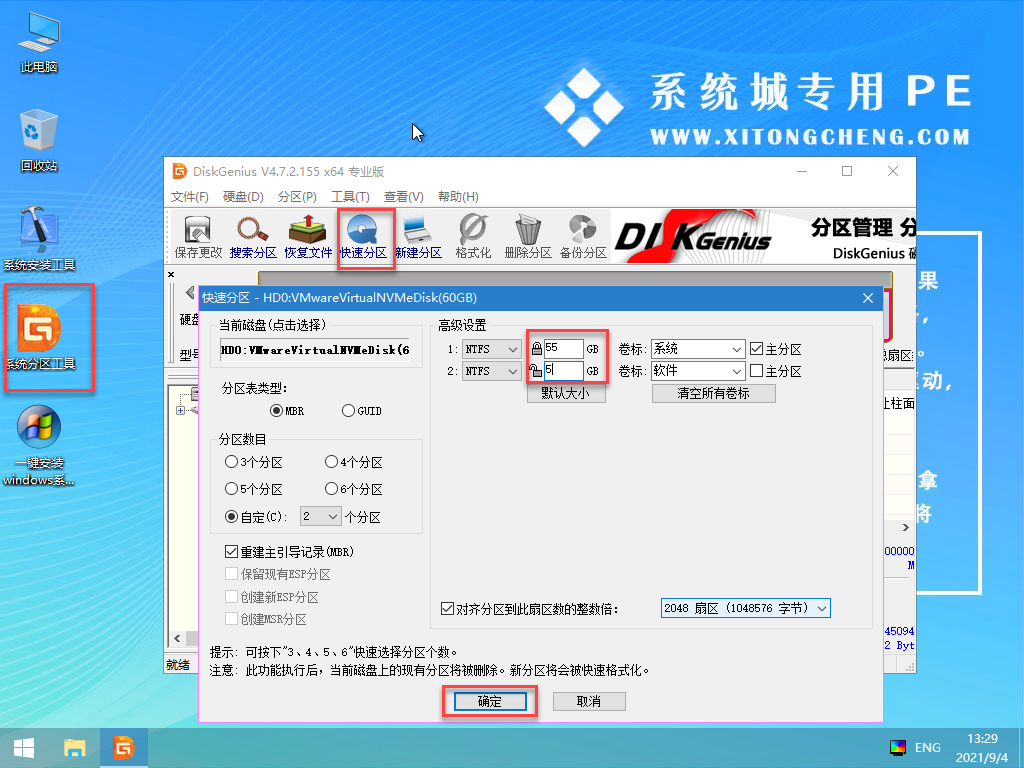 此电脑
回收站
系统安装工具
系统分区工具
一键安装
windows系...
系统城专用 PE
WWW.XITONGCHENG.COM
DiskGenius V4.7.2.155 x64 专业版
文件(F) 硬盘(D) 分区(P) 工具(T) 查看(V) 帮助(H)
保存更改 搜索分区 恢复文件 快速分区 新建分区 格式化 删除分区 备份分区
DISKGenius
分区管理 分
DiskGenius
果
硬盘
型号
总扇区
。
动,
柱面
拿
将
00000
M
45094
2 Byt
就绪
快速分区 - HD0:VMwareVirtualNVMeDisk(60GB)
当前磁盘(点击选择)
HD0:VMwareVirtualNVMeDisk(6
分区表类型:
MBR GUID
分区数目
3个分区 4个分区
5个分区 6个分区
自定(C): 2 个分区
重建主引导记录(MBR)
保留现有ESP分区
创建新ESP分区
创建MSR分区
高级设置
1: NTFS 55 GB 卷标: 系统 主分区
2: NTFS 5 GB 卷标: 软件 主分区
默认大小 清空所有卷标
对齐分区到此扇区数的整数倍: 2048 扇区 (1048576 字节)
提示: 可按下"3、4、5、6"快速选择分区个数。
注意: 此功能执行后, 当前磁盘上的现有分区将被删除。新分区将会被快速格式化。
确定 取消
ENG
13:29
2021/9/4